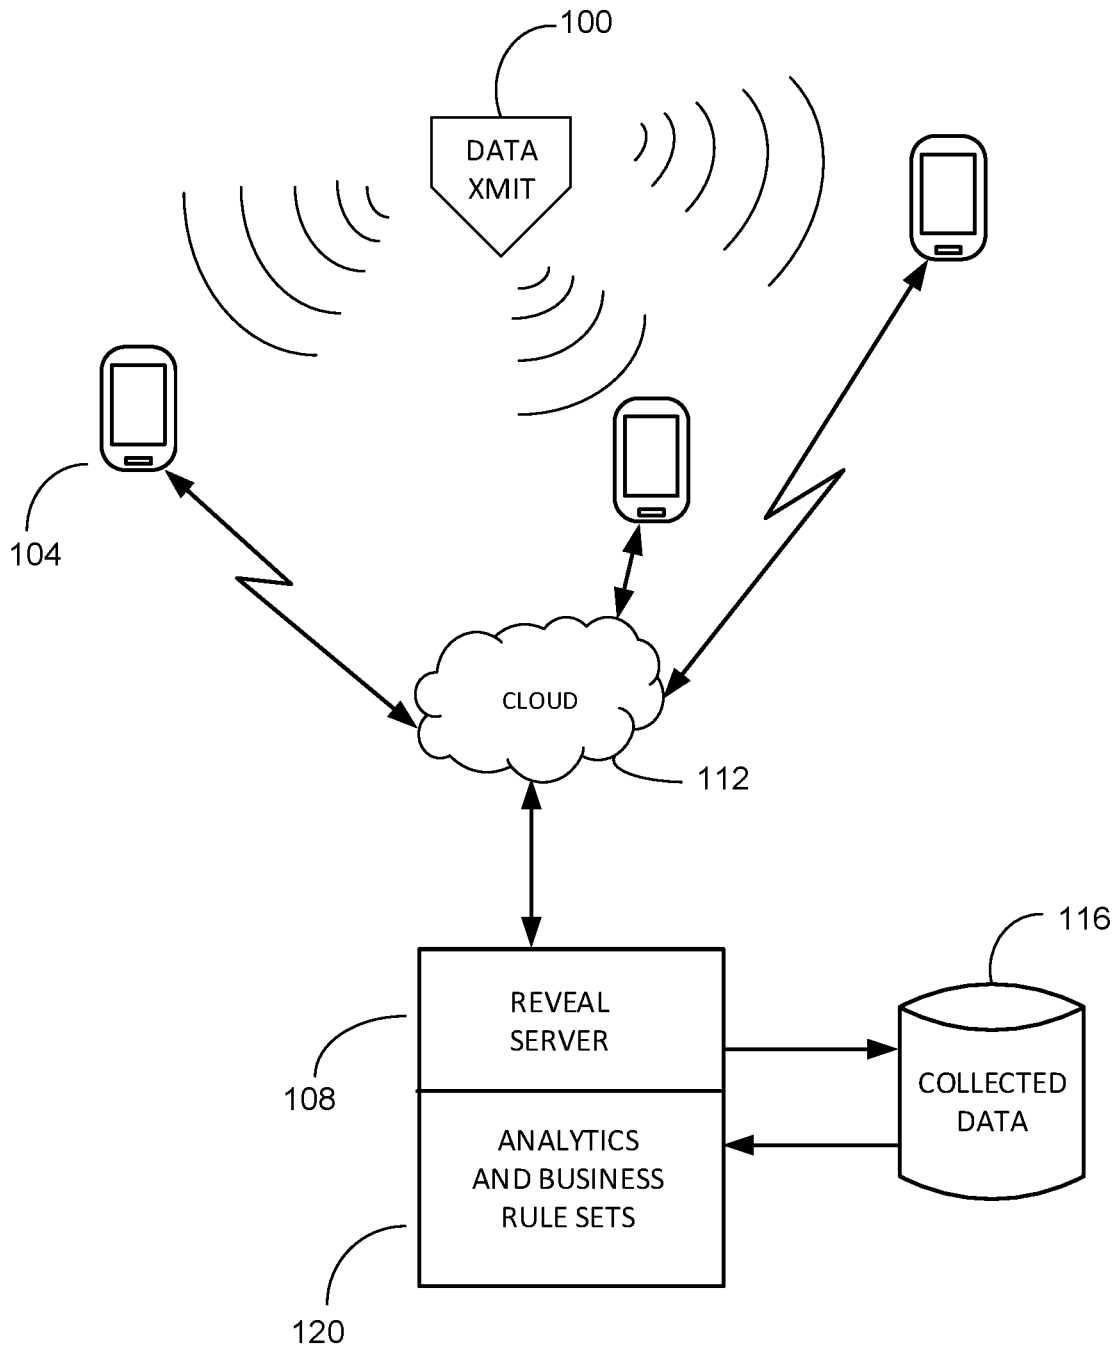 100
DATA
XMIT
104
CLOUD
112
116
REVEAL
SERVER
108
COLLECTED
DATA
ANALYTICS
AND BUSINESS
RULE SETS
120